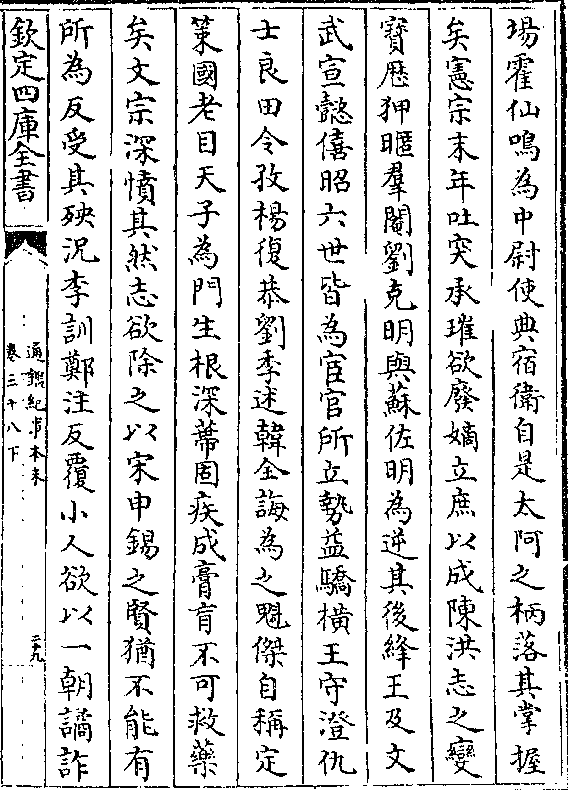 場霍仙鳴為中尉使典宿衛自是太阿之柄落其掌握
矣憲宗末年吐突承璀欲廢嫡立庶以成陳洪志之變
寶厯狎暱羣閹劉克明與蘇佐明為逆其後絳王及文
武宣懿僖昭六世皆為宦官所立勢益驕横王守澄仇
士良田令孜楊復恭劉季述韓全誨為之魁傑自稱定
策國老目天子為門生根深蒂固疾成膏肓不可救藥
矣文宗深憤其然志欲除之以宋申錫之賢猶不能有
所為反受其殃况李訓鄭注反覆小人欲以一朝譎詐
欽定四庫全書
通鑑紀事本末
卷三十八下
二十九